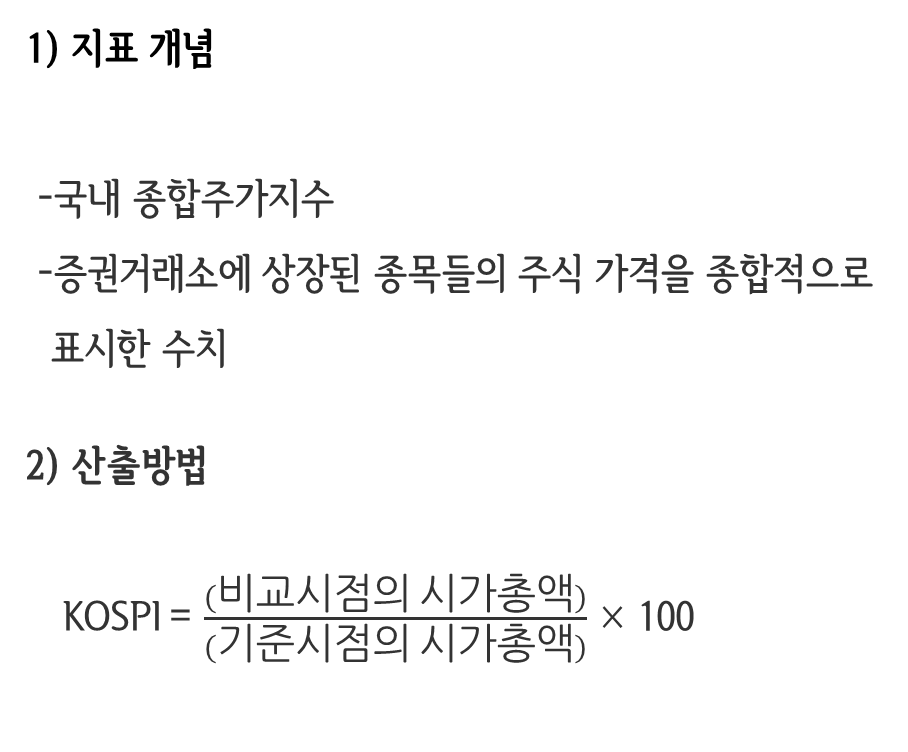 1) 지표 개념
-국내 종합주가지수
-증권거래소에 상장된 종목들의 주식 가격을 종합적으로
표시한 수치
2) 산출방법
KOSPI = (비교시점의 시가총액) / (기준시점의 시가총액) × 100